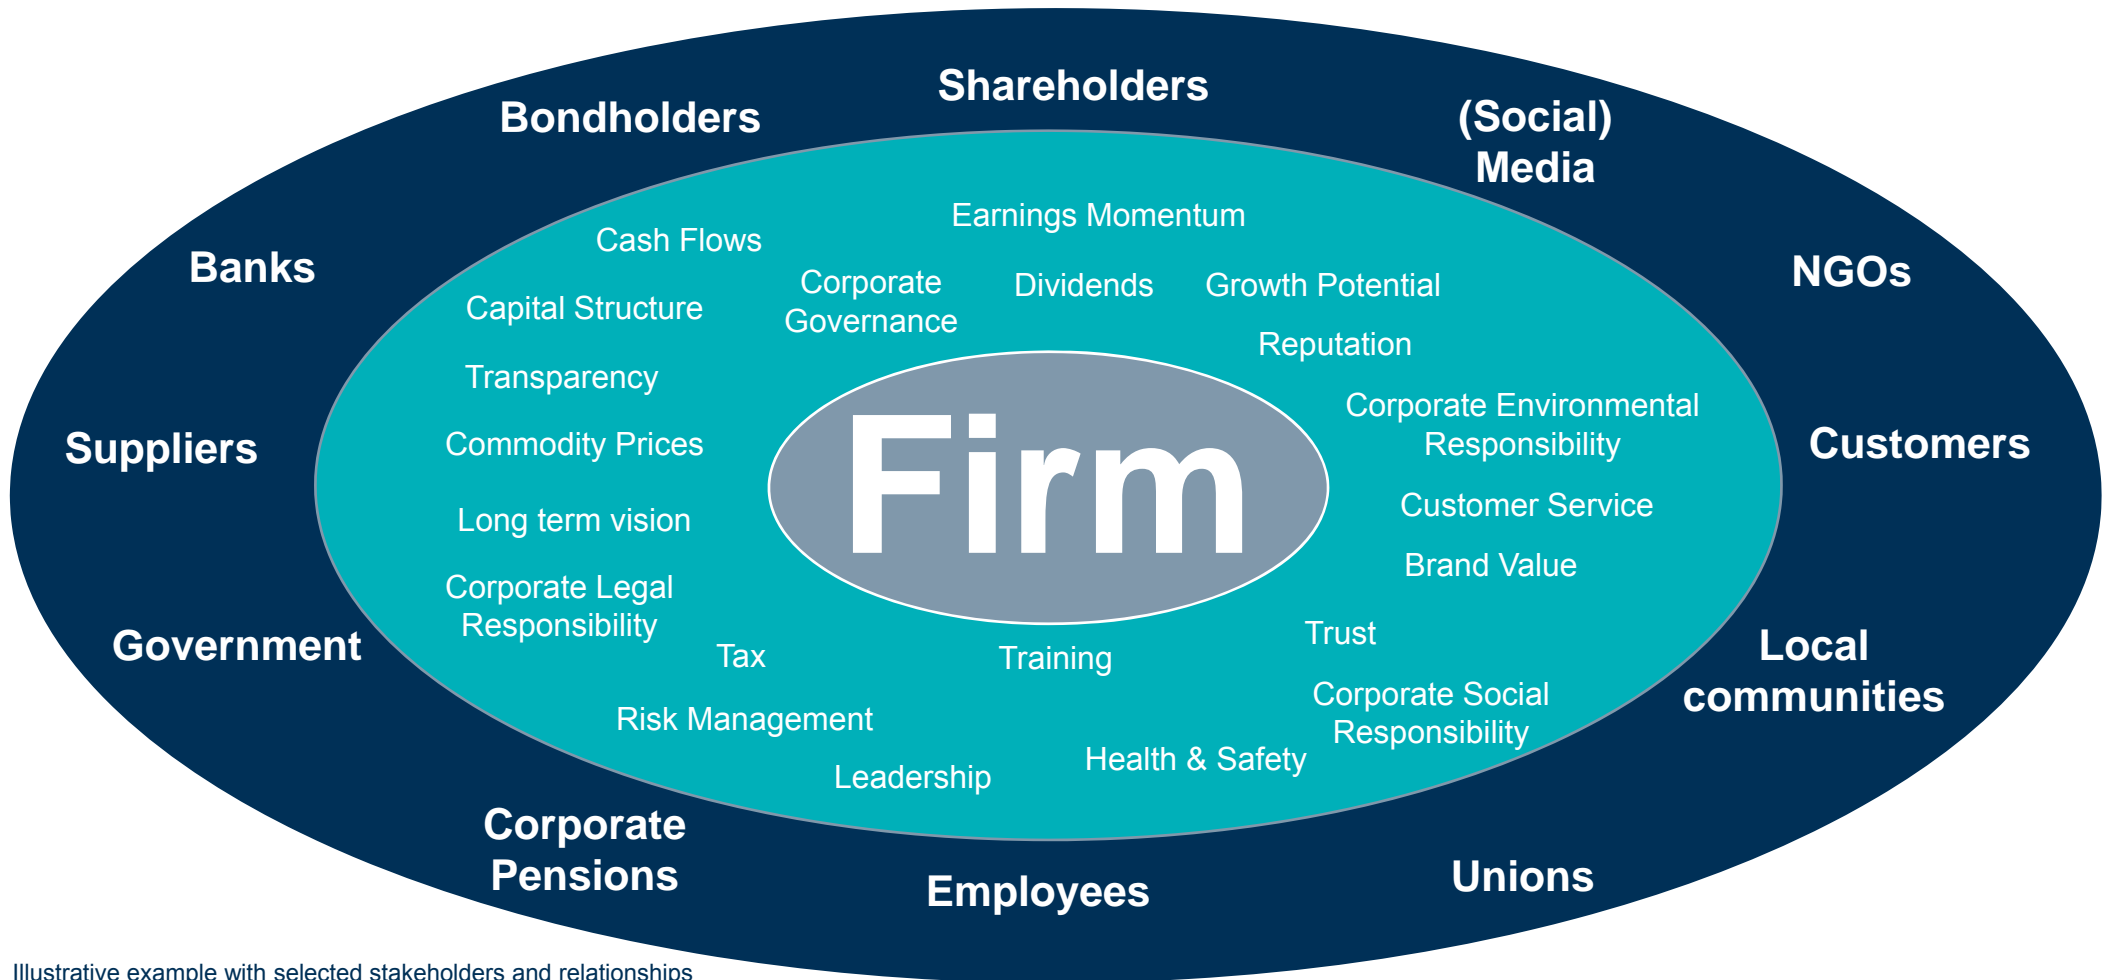 Shareholders
Bondholders
(Social)
Media
Banks
NGOs
Suppliers
Customers
Government
Local
communities
Corporate
Pensions
Employees
Unions
Earnings Momentum
Cash Flows
Corporate
Governance
Dividends
Growth Potential
Capital Structure
Reputation
Transparency
Corporate Environmental
Responsibility
Commodity Prices
Firm
Customer Service
Long term vision
Brand Value
Corporate Legal
Responsibility
Trust
Tax
Training
Corporate Social
Responsibility
Risk Management
Health & Safety
Leadership
Illustrative example with selected stakeholders and relationships